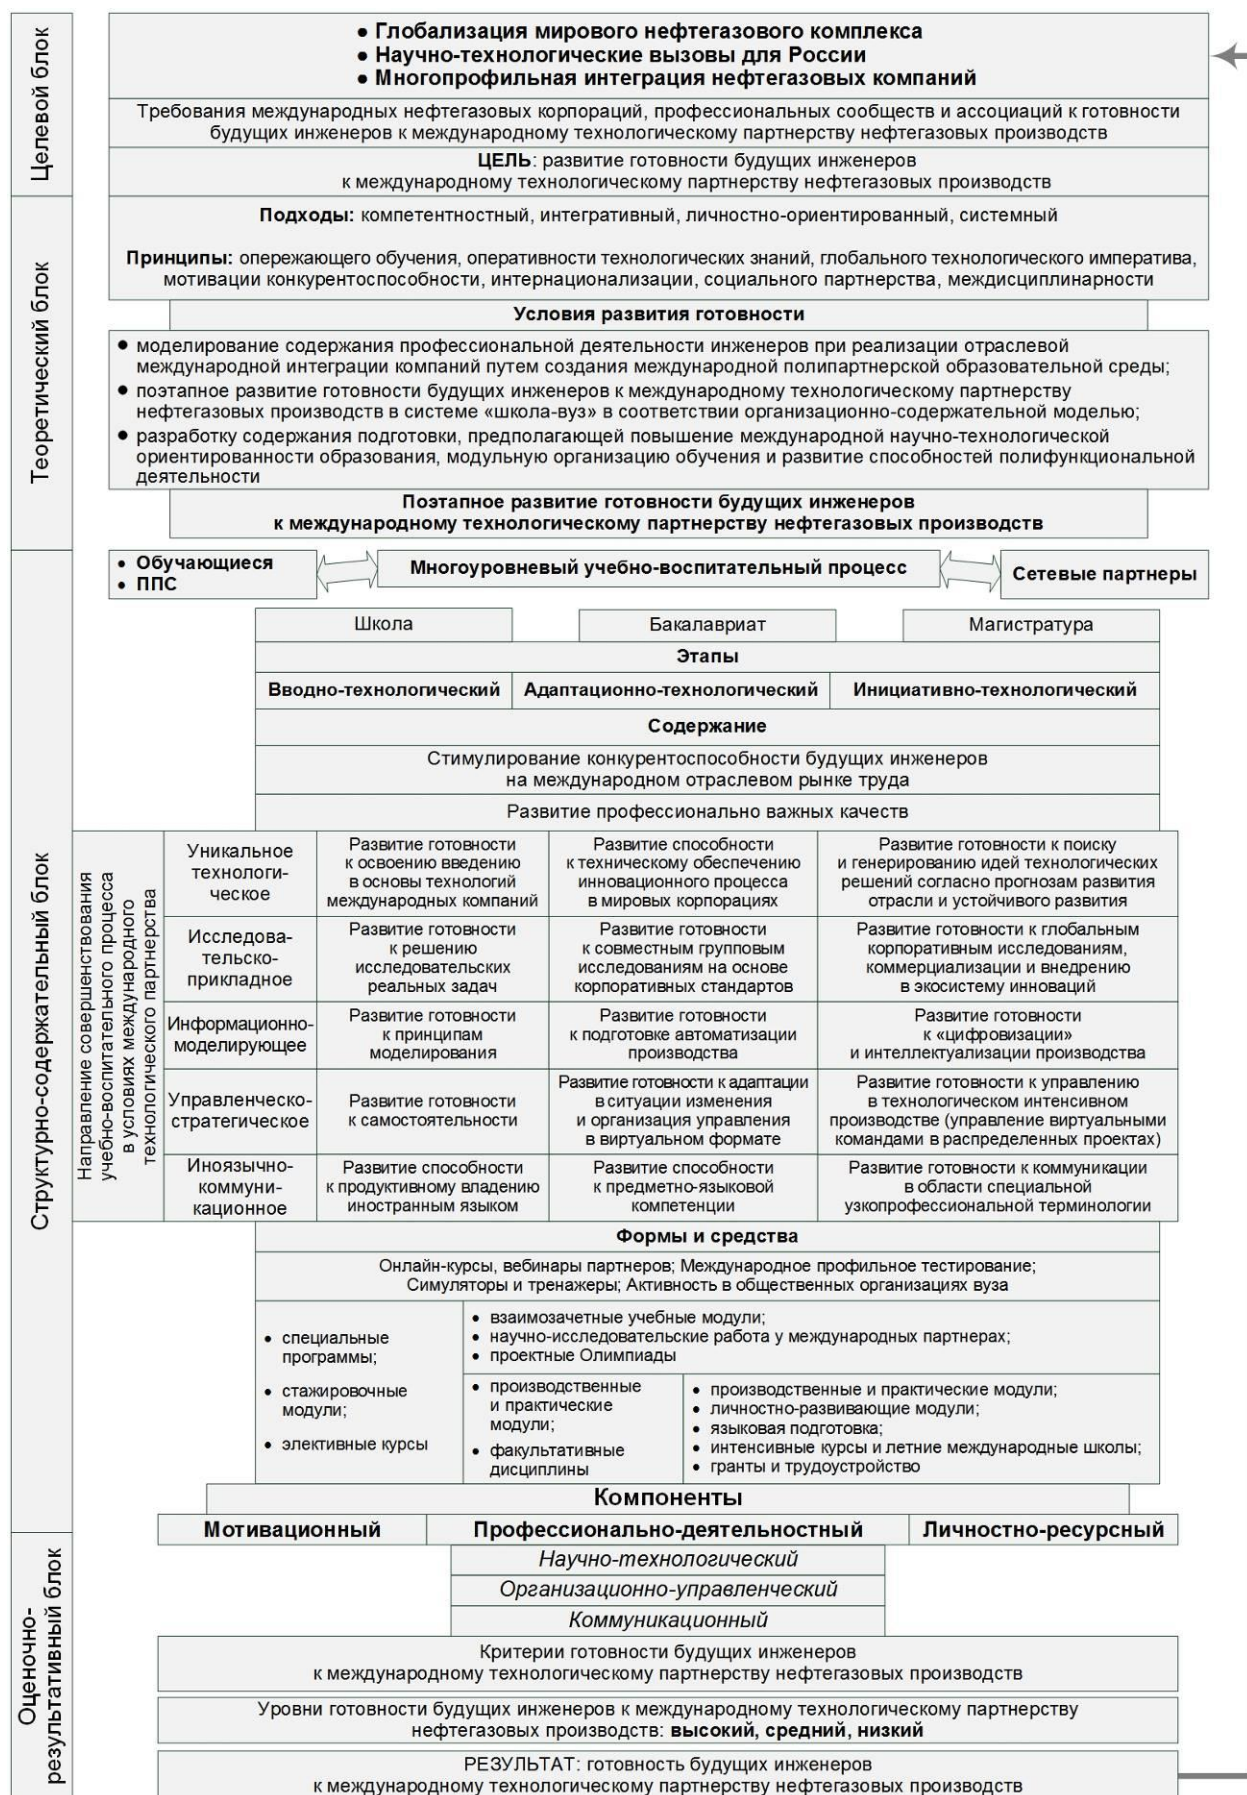 Целевой блок
● Глобализация мирового нефтегазового комплекса
● Научно-технологические вызовы для России
● Многопрофильная интеграция нефтегазовых компаний
Требования международных нефтегазовых корпораций, профессиональных сообществ и ассоциаций к готовности
будущих инженеров к международному технологическому партнерству нефтегазовых производств
ЦЕЛЬ: развитие готовности будущих инженеров
к международному технологическому партнерству нефтегазовых производств
Теоретический блок
Подходы: компетентностный, интегративный, личностно-ориентированный, системный
Принципы: опережающего обучения, оперативности технологических знаний, глобального технологического императива,
мотивации конкурентоспособности, интернационализации, социального партнерства, междисциплинарности
Условия развития готовности
● моделирование содержания профессиональной деятельности инженеров при реализации отраслевой
международной интеграции компаний путем создания международной полипартнерской образовательной среды;
● поэтапное развитие готовности будущих инженеров к международному технологическому партнерству
нефтегазовых производств в системе «школа-вуз» в соответствии организационно-содержательной моделью;
● разработку содержания подготовки, предполагающей повышение международной научно-технологической
ориентированности образования, модульную организацию обучения и развитие способностей полифункциональной
деятельности
Поэтапное развитие готовности будущих инженеров
к международному технологическому партнерству нефтегазовых производств
Структурно-содержательный блок
• Обучающиеся
• ППС
Многоуровневый учебно-воспитательный процесс
Сетевые партнеры
Школа
Бакалавриат
Магистратура
Этапы
Вводно-технологический
Адаптационно-технологический
Инициативно-технологический
Содержание
Стимулирование конкурентоспособности будущих инженеров
на международном отраслевом рынке труда
Развитие профессионально важных качеств
Направление совершенствования
учебно-воспитательного процесса
в условиях международного
технологического партнерства
Уникальное
технологи-
ческое
Развитие готовности
к освоению введению
в основы технологий
международных компаний
Развитие способности
к техническому обеспечению
инновационного процесса
в мировых корпорациях
Развитие готовности к поиску
и генерированию идей технологических
решений согласно прогнозам развития
отрасли и устойчивого развития
Исследова-
тельско-
прикладное
Развитие готовности
к решению
исследовательских
реальных задач
Развитие готовности
к совместным групповым
исследованиям на основе
корпоративных стандартов
Развитие готовности к глобальным
корпоративным исследованиям,
коммерциализации и внедрению
в экосистему инноваций
Информационно-
моделирующее
Развитие готовности
к принципам
моделирования
Развитие готовности
к подготовке автоматизации
производства
Развитие готовности
к «цифровизации»
и интеллектуализации производства
Управленческо-
стратегическое
Развитие готовности
к самостоятельности
Развитие готовности к адаптации
в ситуации изменения
и организация управления
в виртуальном формате
Развитие готовности к управлению
в технологическом интенсивном
производстве (управление виртуальными
командами в распределенных проектах)
Иноязычно-
коммуни-
кационное
Развитие способности
к продуктивному владению
иностранным языком
Развитие способности
к предметно-языковой
компетенции
Развитие готовности к коммуникации
в области специальной
узкопрофессиональной терминологии
Формы и средства
Онлайн-курсы, вебинары партнеров; Международное профильное тестирование;
Симуляторы и тренажеры; Активность в общественных организациях вуза
• специальные
программы;
• стажировочные
модули;
• элективные курсы
• взаимозачетные учебные модули;
• научно-исследовательские работа у международных партнерах;
• проектные Олимпиады
• производственные
и практические
модули;
• факультативные
дисциплины
• производственные и практические модули;
• личностно-развивающие модули;
• языковая подготовка;
• интенсивные курсы и летние международные школы;
• гранты и трудоустройство
Компоненты
Мотивационный
Профессионально-деятельностный
Личностно-ресурсный
Оценочно-
результативный блок
Научно-технологический
Организационно-управленческий
Коммуникационный
Критерии готовности будущих инженеров
к международному технологическому партнерству нефтегазовых производств
Уровни готовности будущих инженеров к международному технологическому партнерству
нефтегазовых производств: высокий, средний, низкий
РЕЗУЛЬТАТ: готовность будущих инженеров
к международному технологическому партнерству нефтегазовых производств